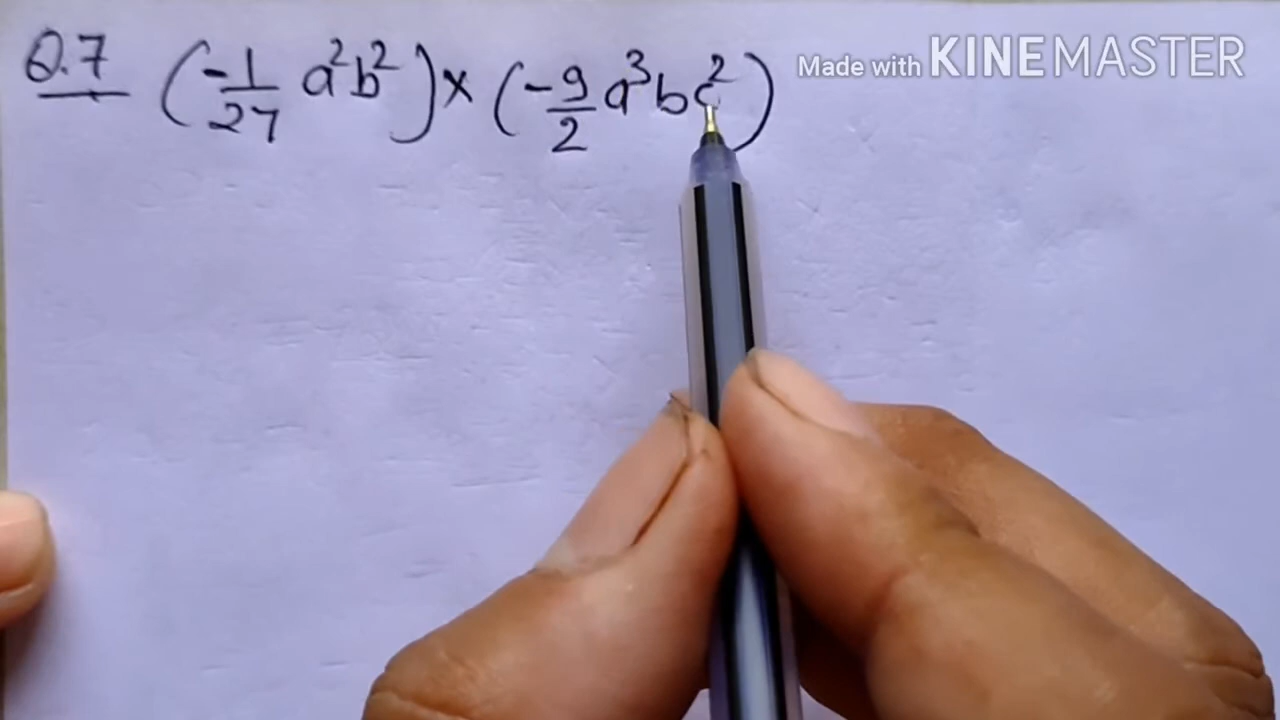 Q.7 (-1/27 a²b²) × (-9/2 a³bc²)
Made with KINEMASTER